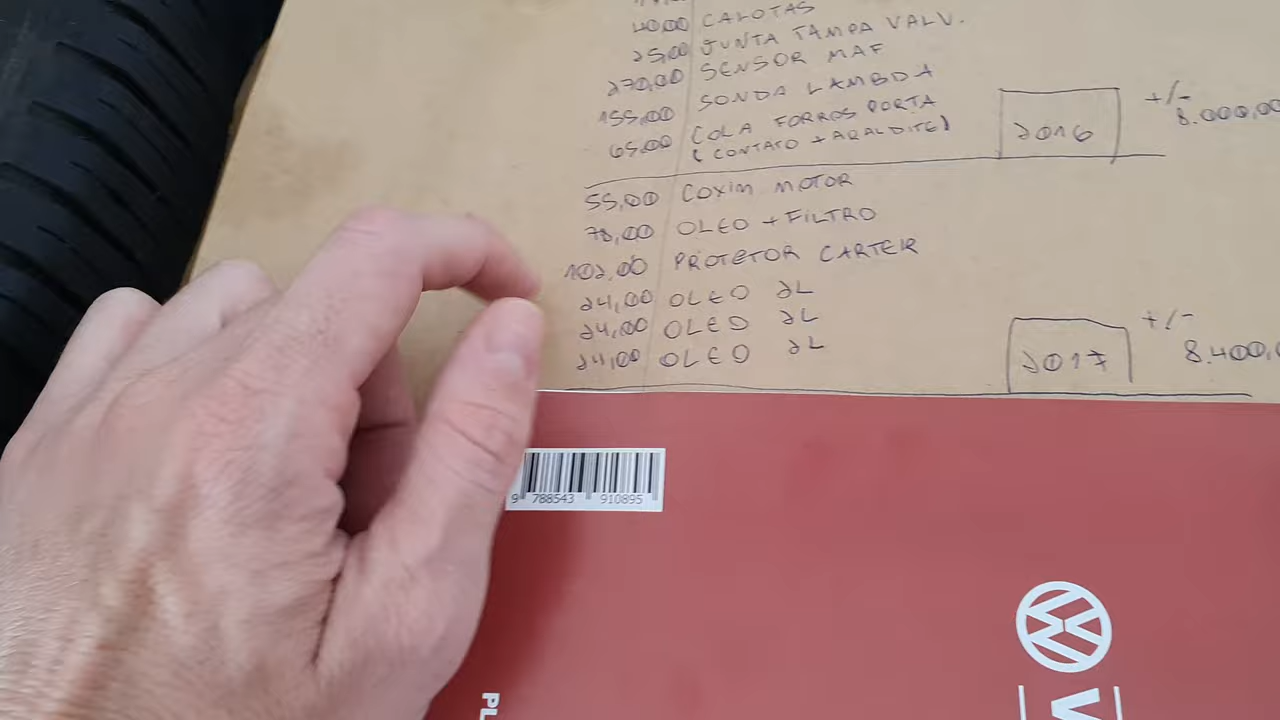 40,00 CALOTAS
25,00 JUNTA TAMPA VALV.
270,00 SENSOR MAF
155,00 SONDA LAMBDA
65,00 COLA FORROS PORTA
( CONTATO + ARALDITE)
2016
+/-
8.000,00
55,00 COXIM MOTOR
78,00 OLEO + FILTRO
102,00 PROTETOR CARTER
24,00 OLEO 2L
24,00 OLEO 2L
24,00 OLEO 2L
2017
+/-
8.400,0
9 788543 910895
PL
V